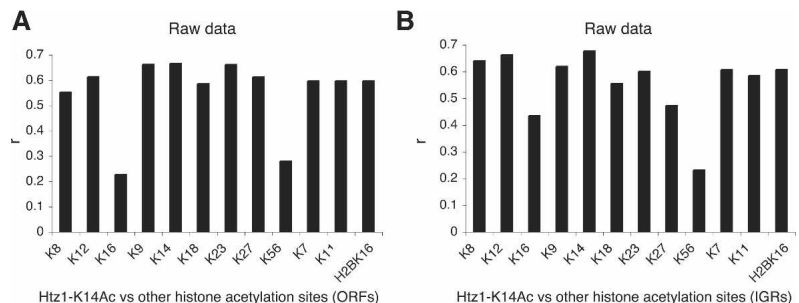 A
Raw data
0.7
0.6
0.5
0.4
0.3
0.2
0.1
0
r
K8
K12
K16
K9
K14
K18
K23
K27
K56
K7
K11
H2BK16
Htz1-K14Ac vs other histone acetylation sites (ORFs)
B
Raw data
0.7
0.6
0.5
0.4
0.3
0.2
0.1
0
r
K8
K12
K16
K9
K14
K18
K23
K27
K56
K7
K11
H2BK16
Htz1-K14Ac vs other histone acetylation sites (IGRs)